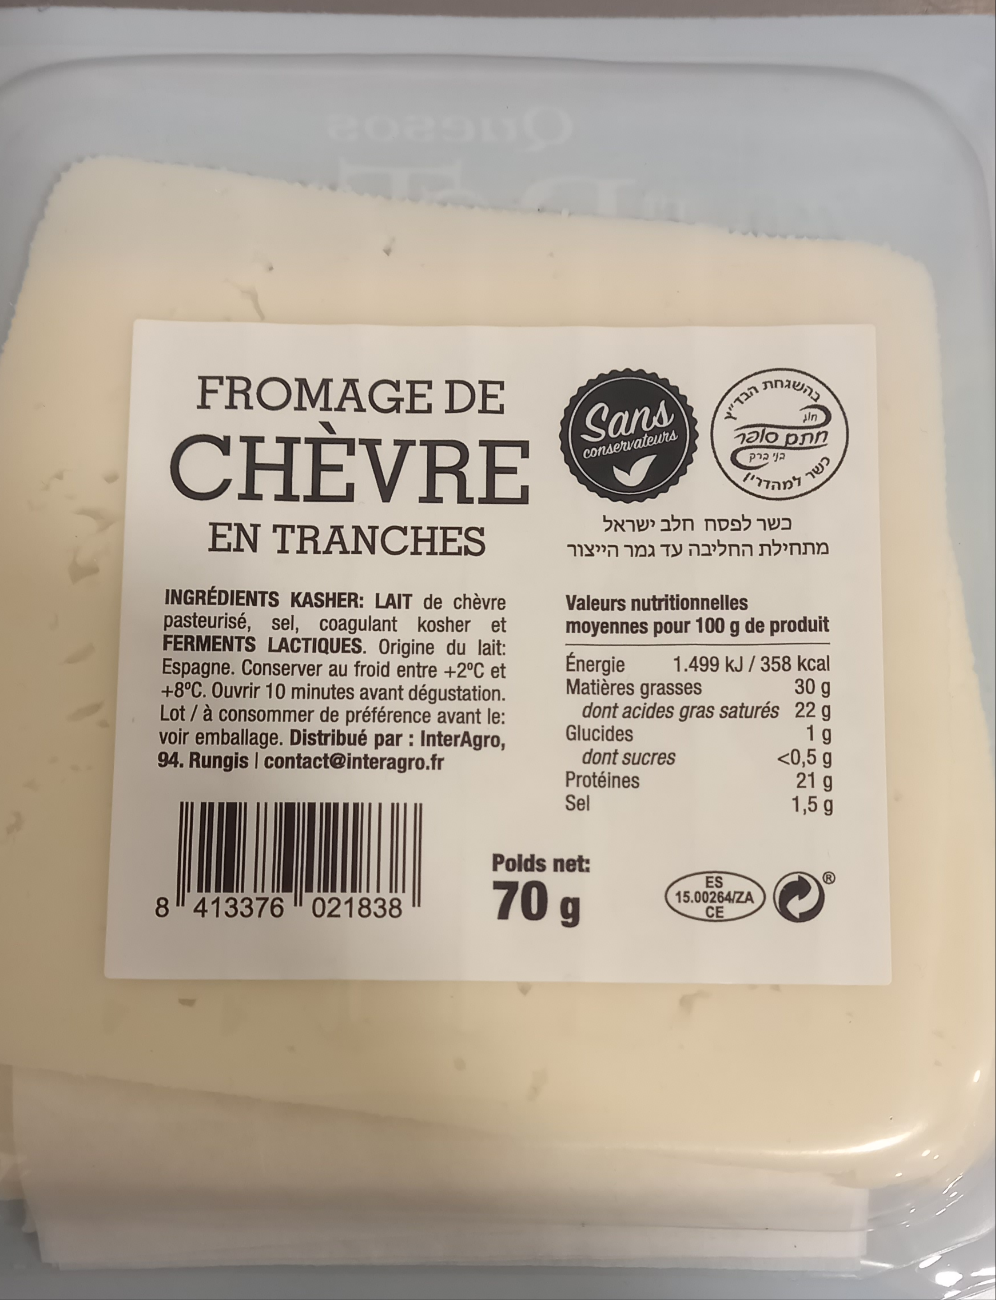 Quesos
FROMAGE DE
CHÈVRE
EN TRANCHES
Sans
conservateurs
בהשגחת הבד"ץ
חוג
חתם סופר
בני ברק
כשר למהדרין
כשר לפסח חלב ישראל
מתחילת החליבה עד גמר הייצור
INGRÉDIENTS KASHER: LAIT de chèvre
pasteurisé, sel, coagulant kosher et
FERMENTS LACTIQUES. Origine du lait:
Espagne. Conserver au froid entre +2ºC et
+8ºC. Ouvrir 10 minutes avant dégustation.
Lot / à consommer de préférence avant le:
voir emballage. Distribué par : InterAgro,
94. Rungis | contact@interagro.fr
Valeurs nutritionnelles
moyennes pour 100 g de produit
Énergie 1.499 kJ / 358 kcal
Matières grasses 30 g
dont acides gras saturés 22 g
Glucides 1 g
dont sucres <0,5 g
Protéines 21 g
Sel 1,5 g
8 413376 021838
Poids net:
70 g
ES
15.00264/ZA
CE
®